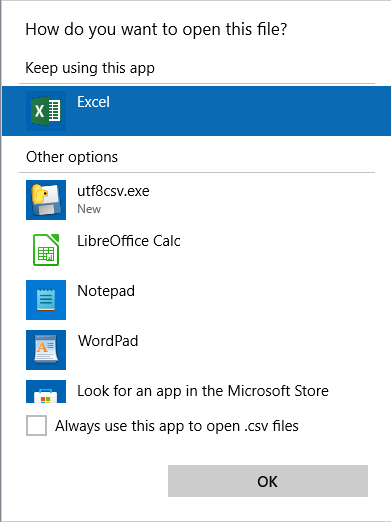 How do you want to open this file?
Keep using this app
Excel
Other options
utf8csv.exe
New
LibreOffice Calc
Notepad
WordPad
Look for an app in the Microsoft Store
Always use this app to open .csv files
OK